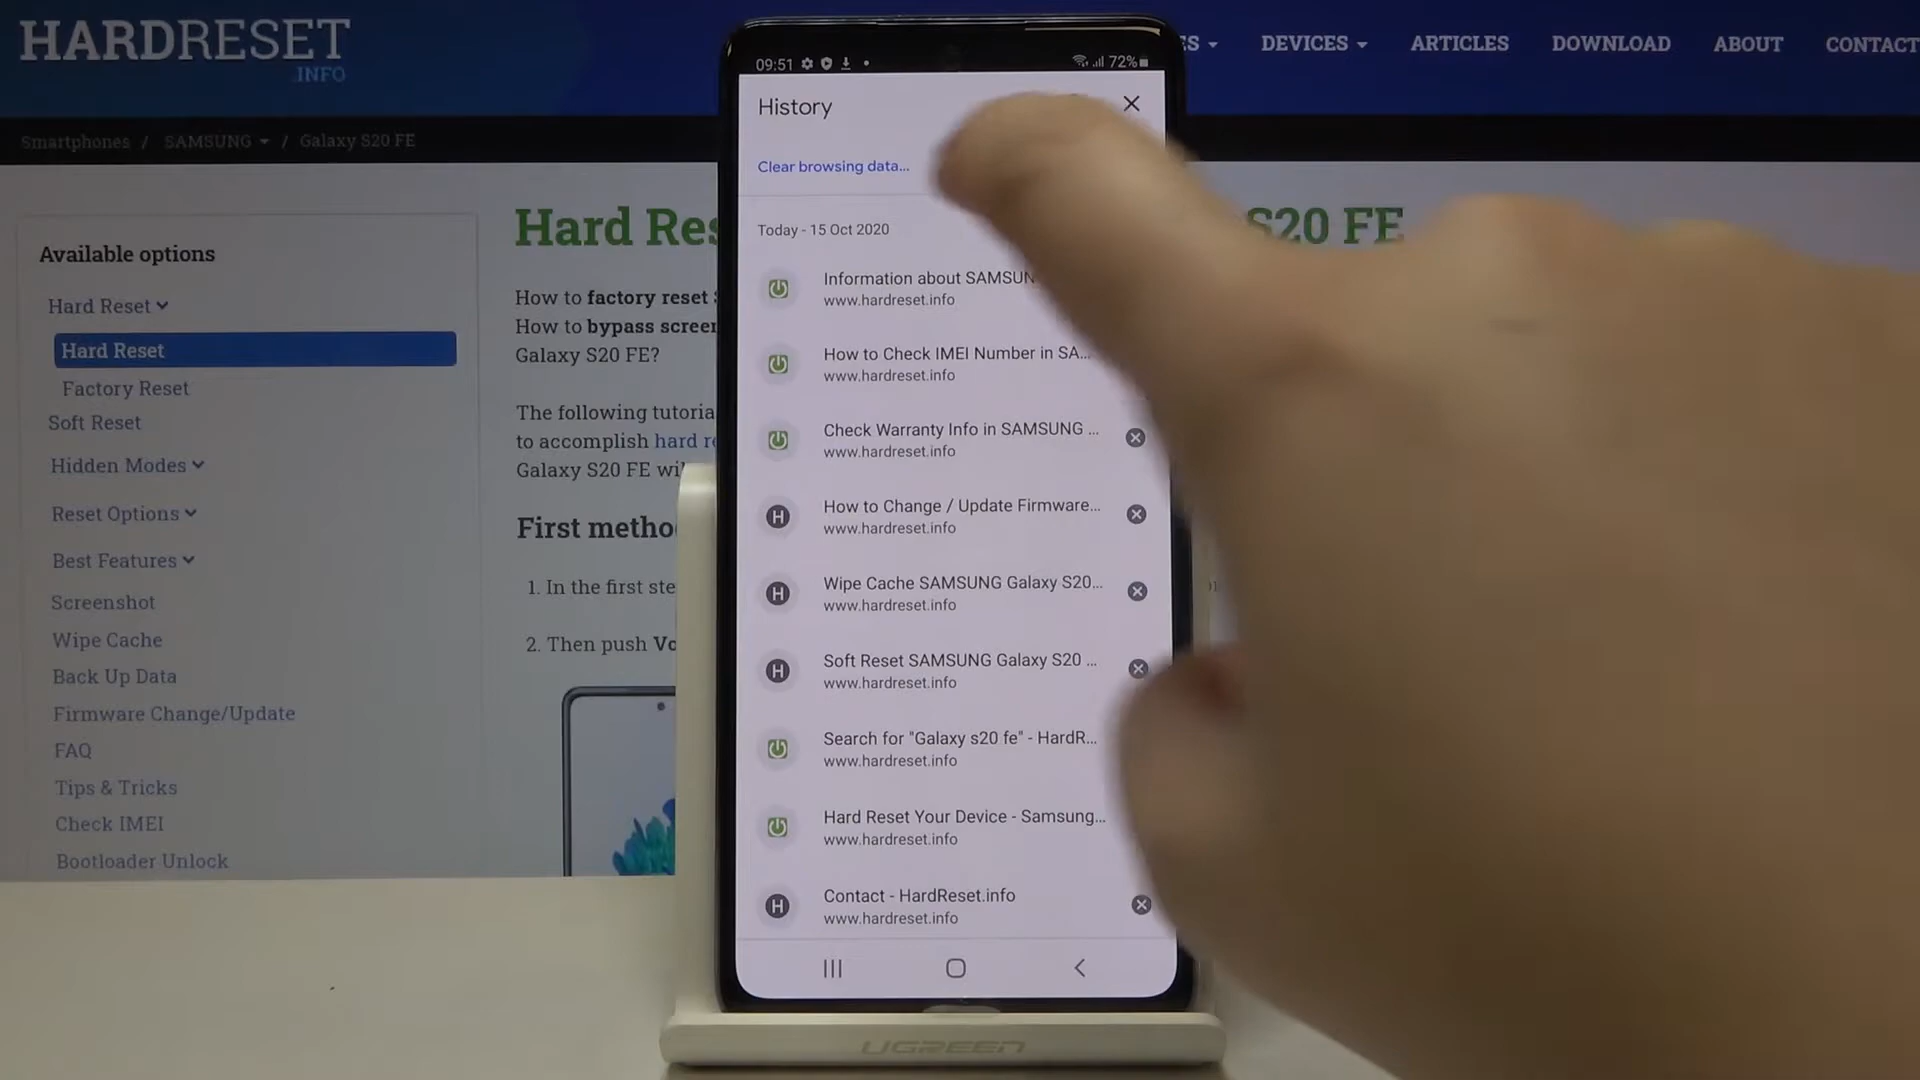 HARDRESET
.INFO
DEVICES
ARTICLES
DOWNLOAD
ABOUT
CONTACT
Smartphones / SAMSUNG / Galaxy S20 FE
Available options
Hard Reset
Hard Reset
Factory Reset
Soft Reset
Hidden Modes
Reset Options
Best Features
Screenshot
Wipe Cache
Back Up Data
Firmware Change/Update
FAQ
Tips & Tricks
Check IMEI
Bootloader Unlock
Hard Res
S20 FE
How to factory reset
How to bypass screen
Galaxy S20 FE?
The following tutoria
to accomplish hard re
Galaxy S20 FE wil
First metho
1. In the first ste
2. Then push Vo
09:51
72%
History
Clear browsing data...
Today - 15 Oct 2020
Information about SAMSUN
www.hardreset.info
How to Check IMEI Number in SA...
www.hardreset.info
Check Warranty Info in SAMSUNG ...
www.hardreset.info
How to Change / Update Firmware...
www.hardreset.info
Wipe Cache SAMSUNG Galaxy S20...
www.hardreset.info
Soft Reset SAMSUNG Galaxy S20 ...
www.hardreset.info
Search for "Galaxy s20 fe" - HardR...
www.hardreset.info
Hard Reset Your Device - Samsung...
www.hardreset.info
Contact - HardReset.info
www.hardreset.info
UGREEN